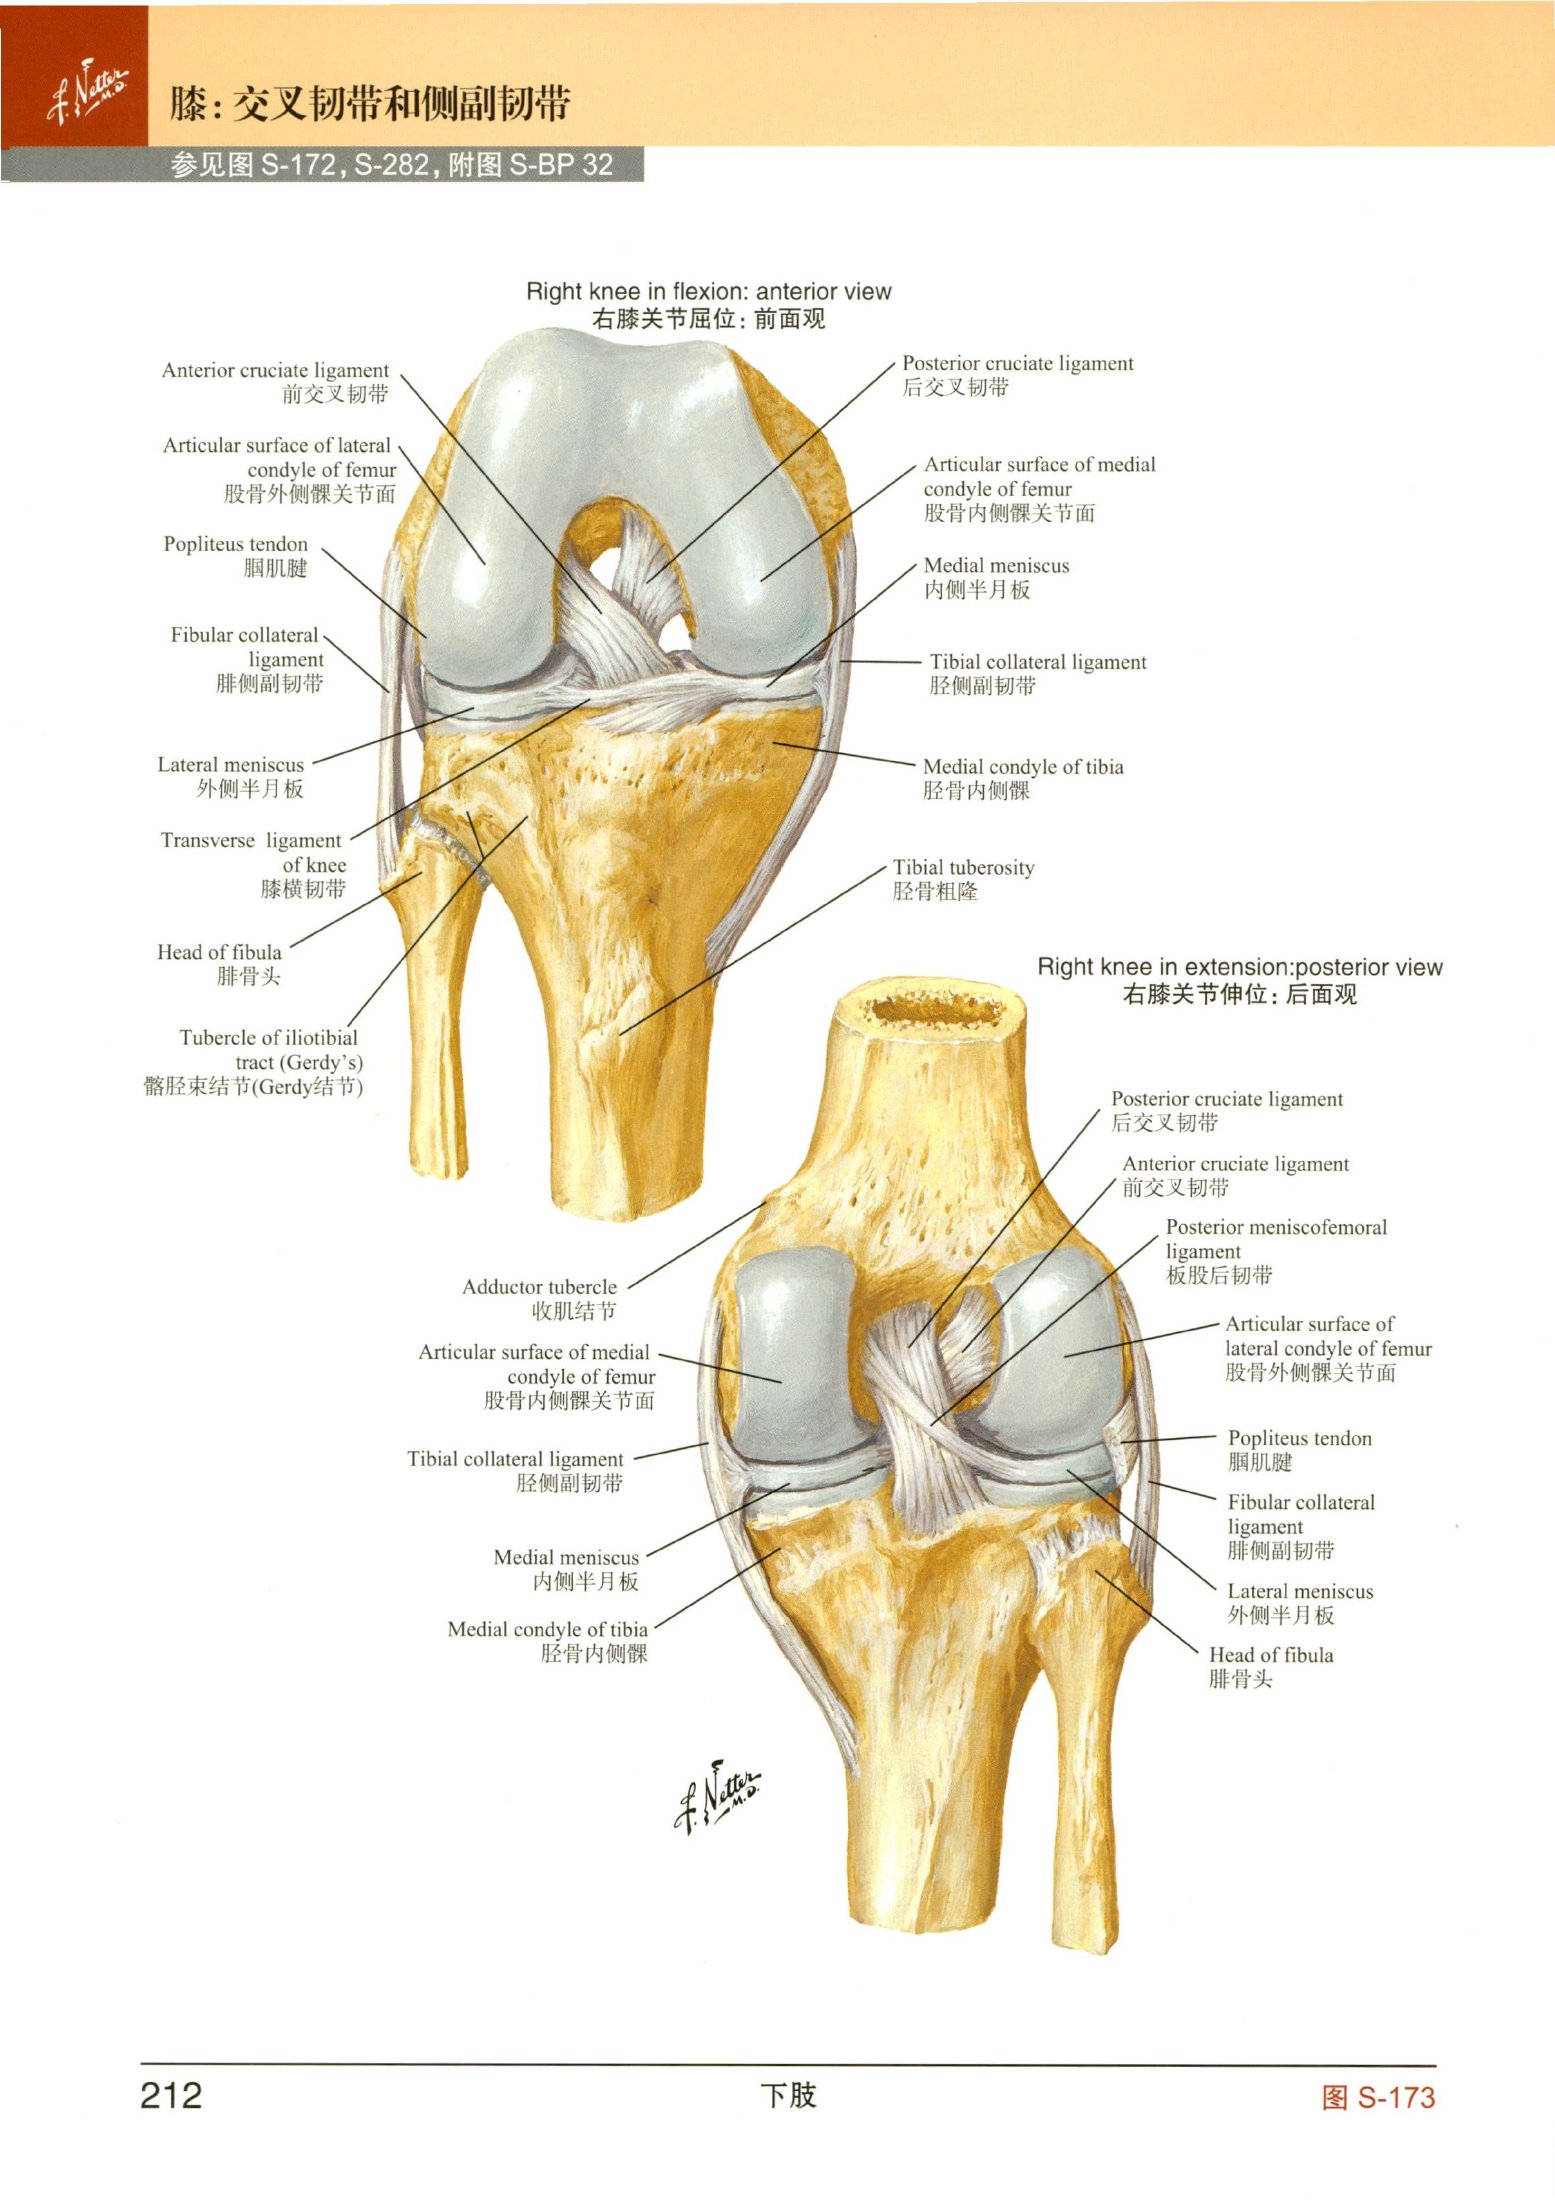 F. Netter M.D.
膝：交叉韧带和侧副韧带
参见图 S-172, S-282, 附图 S-BP 32
Right knee in flexion: anterior view
右膝关节屈位：前面观
Anterior cruciate ligament
前交叉韧带
Articular surface of lateral
condyle of femur
股骨外侧髁关节面
Popliteus tendon
腘肌腱
Fibular collateral
ligament
腓侧副韧带
Lateral meniscus
外侧半月板
Transverse ligament
of knee
膝横韧带
Head of fibula
腓骨头
Tubercle of iliotibial
tract (Gerdy's)
髂胫束结节(Gerdy结节)
Posterior cruciate ligament
后交叉韧带
Articular surface of medial
condyle of femur
股骨内侧髁关节面
Medial meniscus
内侧半月板
Tibial collateral ligament
胫侧副韧带
Medial condyle of tibia
胫骨内侧髁
Tibial tuberosity
胫骨粗隆
Right knee in extension:posterior view
右膝关节伸位：后面观
Adductor tubercle
收肌结节
Articular surface of medial
condyle of femur
股骨内侧髁关节面
Tibial collateral ligament
胫侧副韧带
Medial meniscus
内侧半月板
Medial condyle of tibia
胫骨内侧髁
Posterior cruciate ligament
后交叉韧带
Anterior cruciate ligament
前交叉韧带
Posterior meniscofemoral
ligament
板股后韧带
Articular surface of
lateral condyle of femur
股骨外侧髁关节面
Popliteus tendon
腘肌腱
Fibular collateral
ligament
腓侧副韧带
Lateral meniscus
外侧半月板
Head of fibula
腓骨头
F. Netter M.D.
212
下肢
图 S-173